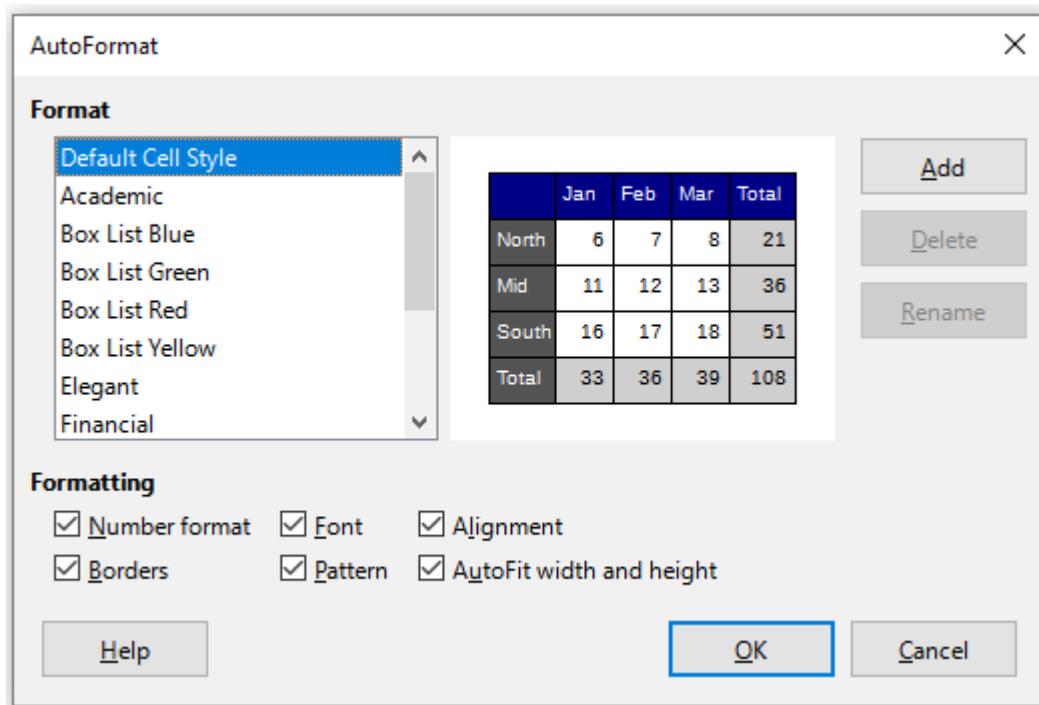 AutoFormat
Format
Default Cell Style
Academic
Box List Blue
Box List Green
Box List Red
Box List Yellow
Elegant
Financial
Jan Feb Mar Total
North 6 7 8 21
Mid 11 12 13 36
South 16 17 18 51
Total 33 36 39 108
Add
Delete
Rename
Formatting
Number format Font Alignment
Borders Pattern AutoFit width and height
Help OK Cancel